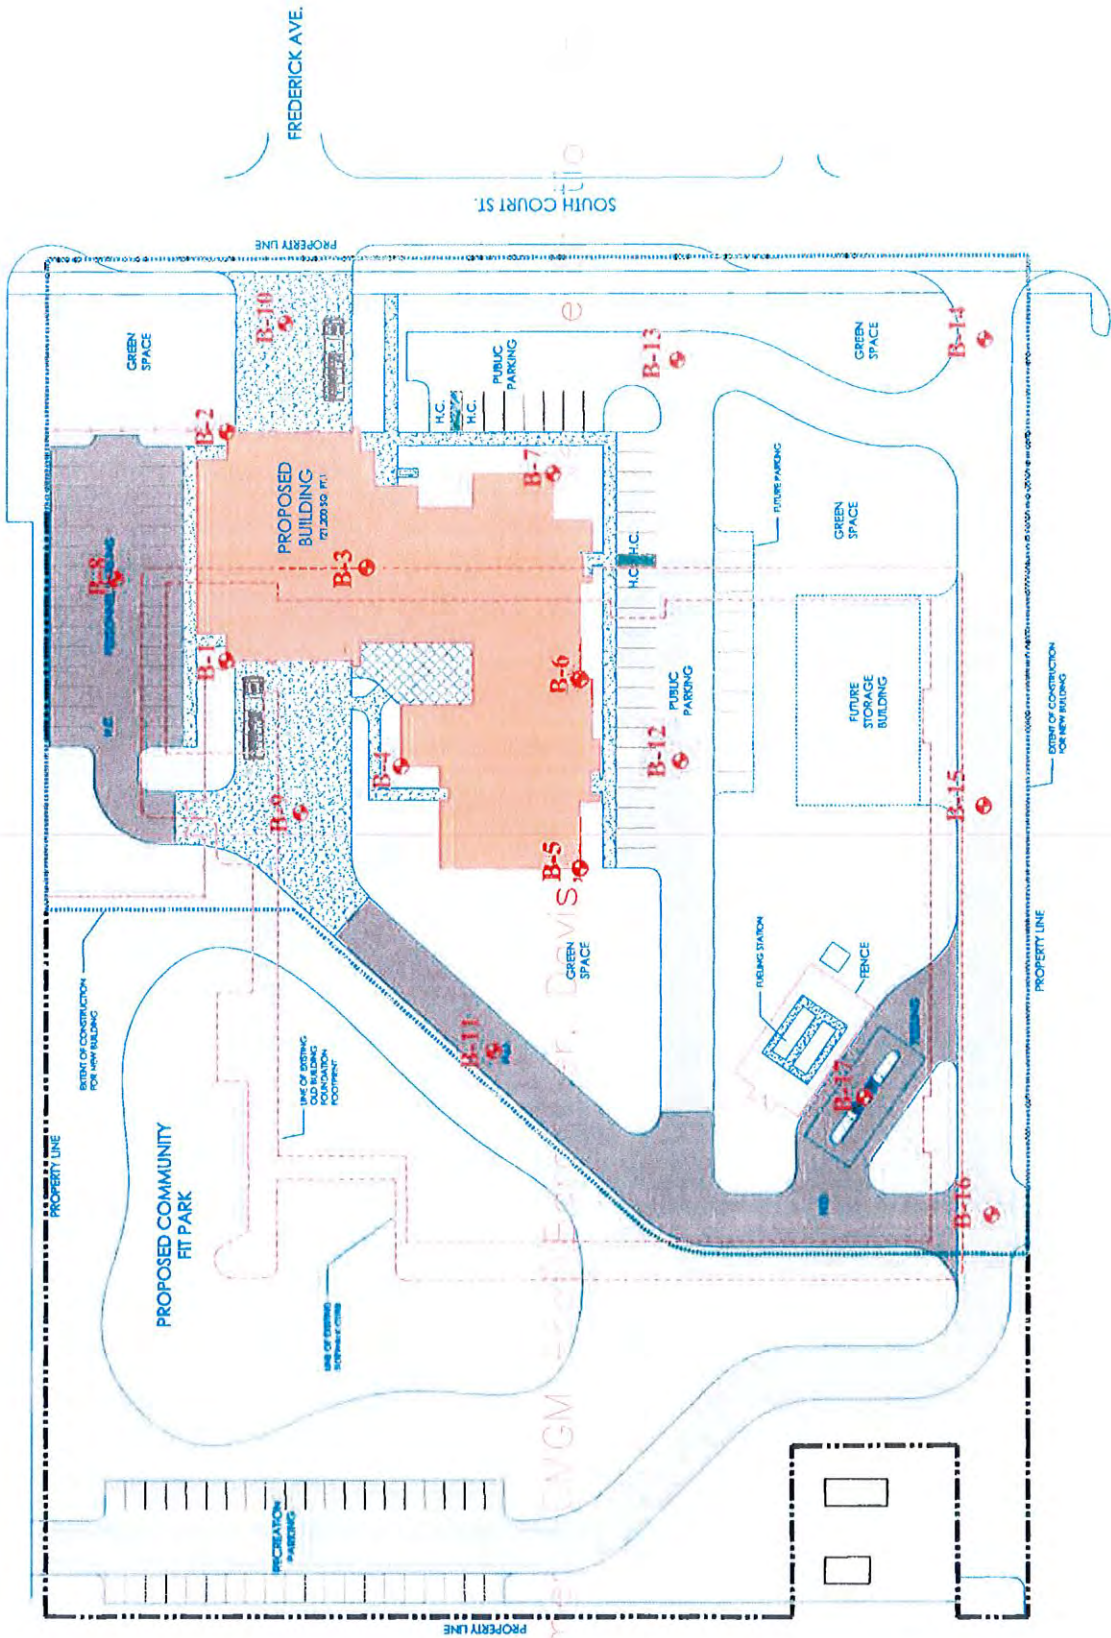 FREDERICK AVE.
SOUTH COURT ST.
PROPERTY LINE
GREEN
SPACE
B-10
B-2
B-8
H.C.
PROPOSED
BUILDING
B-3
B-1
B-9
B-4
B-5
B-6
B-7
H.C.
H.C.
PUBLIC
PARKING
B-13
GREEN
SPACE
B-14
H.C.
H.C.
FUTURE PARKING
GREEN
SPACE
PUBLIC
PARKING
B-12
FUTURE
STORAGE
BUILDING
B-15
EXTENT OF CONSTRUCTION
FOR NEW BUILDING
PROPERTY LINE
GREEN
SPACE
FUELING STATION
FENCE
B-17
B-16
B-11
EXTENT OF CONSTRUCTION
FOR NEW BUILDING
LINE OF EXISTING
OLD BUILDING
FOUNDATION
FOOTPRINT
PROPERTY LINE
PROPOSED COMMUNITY
FIT PARK
RECREATION
PARKING
PROPERTY LINE